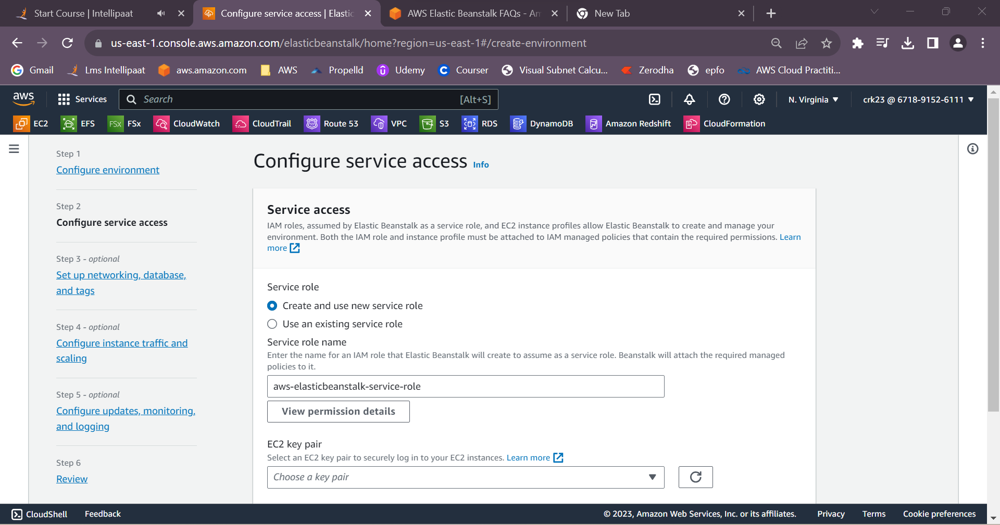 Start Course | Intellipaat
Configure service access | Elastic
AWS Elastic Beanstalk FAQs - Am
New Tab
us-east-1.console.aws.amazon.com/elasticbeanstalk/home?region=us-east-1#/create-environment
Gmail
Lms Intellipaat
aws.amazon.com
AWS
Propelld
Udemy
Courser
Visual Subnet Calcu...
Zerodha
epfo
AWS Cloud Practiti...
aws
Services
Search
[Alt+S]
N. Virginia
crk23 @ 6718-9152-6111
EC2
EFS
FSx
FSx
CloudWatch
CloudTrail
Route 53
VPC
S3
RDS
DynamoDB
Amazon Redshift
CloudFormation
Step 1
Configure environment
Step 2
Configure service access
Step 3 - optional
Set up networking, database,
and tags
Step 4 - optional
Configure instance traffic and
scaling
Step 5 - optional
Configure updates, monitoring,
and logging
Step 6
Review
Configure service access Info
Service access
IAM roles, assumed by Elastic Beanstalk as a service role, and EC2 instance profiles allow Elastic Beanstalk to create and manage your
environment. Both the IAM role and instance profile must be attached to IAM managed policies that contain the required permissions. Learn
more
Service role
Create and use new service role
Use an existing service role
Service role name
Enter the name for an IAM role that Elastic Beanstalk will create to assume as a service role. Beanstalk will attach the required managed
policies to it.
aws-elasticbeanstalk-service-role
View permission details
EC2 key pair
Select an EC2 key pair to securely log in to your EC2 instances. Learn more
Choose a key pair
CloudShell
Feedback
© 2023, Amazon Web Services, Inc. or its affiliates.
Privacy
Terms
Cookie preferences